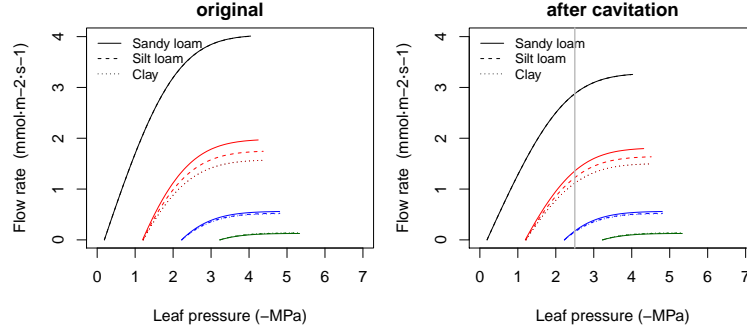 original
Flow rate (mmol·m−2·s−1)
4
3
2
1
0
Sandy loam
Silt loam
Clay
0 1 2 3 4 5 6 7
Leaf pressure (−MPa)
after cavitation
Flow rate (mmol·m−2·s−1)
4
3
2
1
0
Sandy loam
Silt loam
Clay
0 1 2 3 4 5 6 7
Leaf pressure (−MPa)